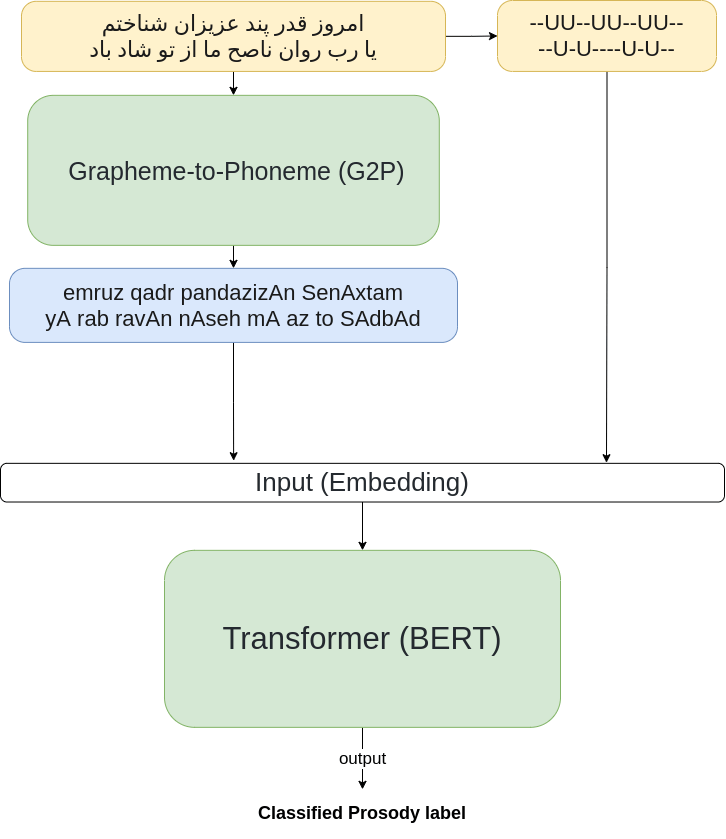 امروز قدر پند عزیزان شناختم
یا رب روان ناصح ما از تو شاد باد
--UU--UU--UU--
--U-U----U-U--
Grapheme-to-Phoneme (G2P)
emruz qadr pandazizAn SenAxtam
yA rab ravAn nAseh mA az to SAdbAd
Input (Embedding)
Transformer (BERT)
output
Classified Prosody label